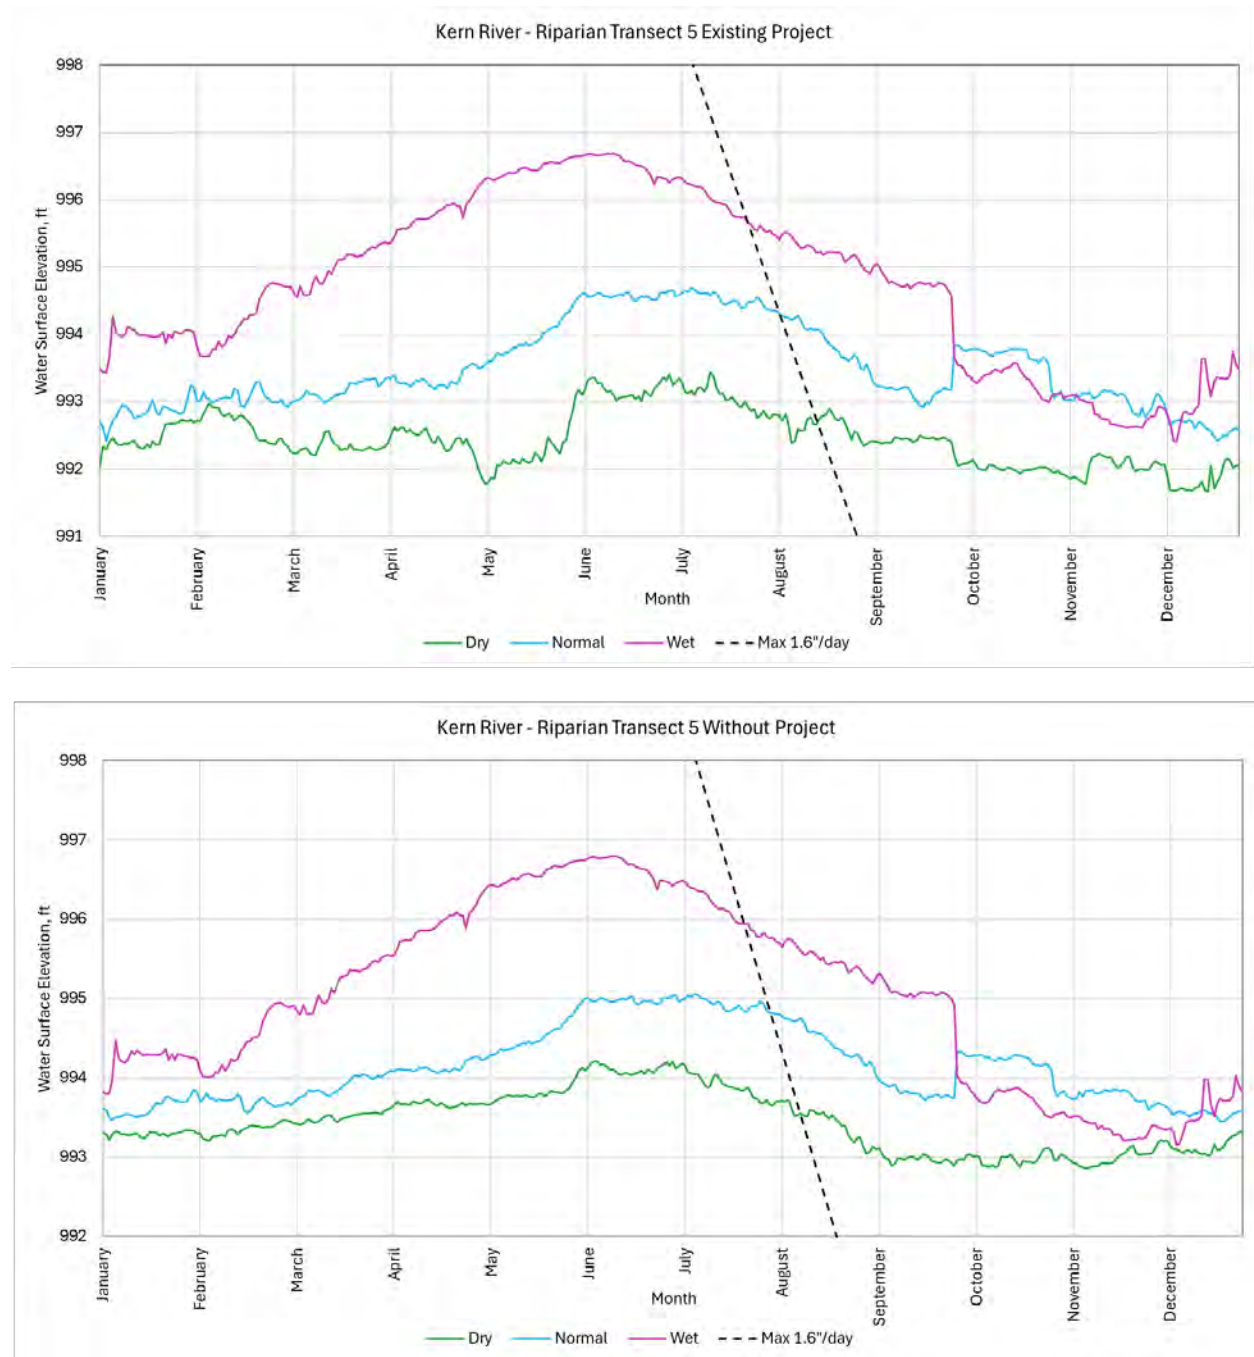 Kern River - Riparian Transect 5 Existing Project
998
997
996
995
994
993
992
991
Water Surface Elevation, ft
January
February
March
April
May
June
July
August
September
October
November
December
Month
Dry
Normal
Wet
Max 1.6"/day
Kern River - Riparian Transect 5 Without Project
998
997
996
995
994
993
992
Water Surface Elevation, ft
January
February
March
April
May
June
July
August
September
October
November
December
Month
Dry
Normal
Wet
Max 1.6"/day